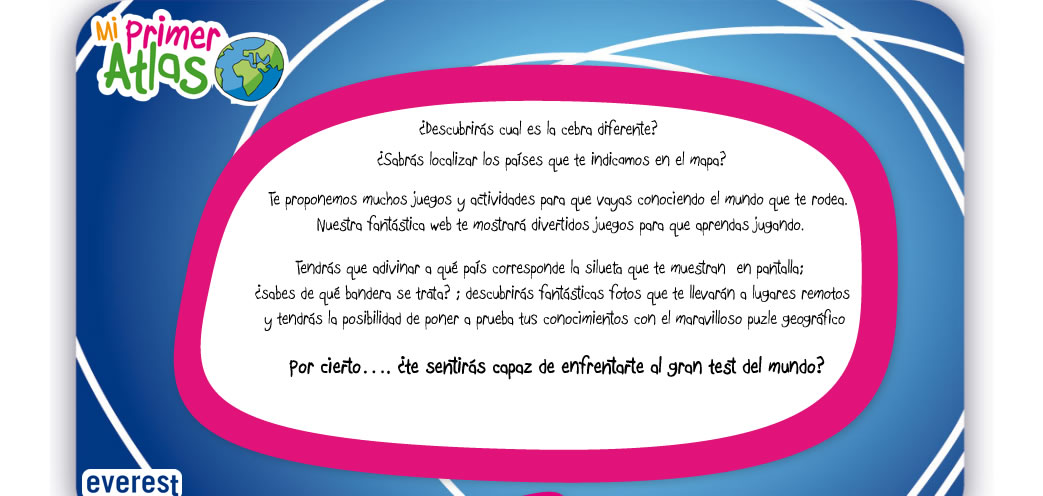 Mi Primer
Atlas
¿Descubrirás cual es la cebra diferente?
¿Sabrás localizar los países que te indicamos en el mapa?
Te proponemos muchos juegos y actividades para que vayas conociendo el mundo que te rodea.
Nuestra fantástica web te mostrará divertidos juegos para que aprendas jugando.
Tendrás que adivinar a qué país corresponde la silueta que te muestran en pantalla;
¿sabes de qué bandera se trata? ; descubrirás fantásticas fotos que te llevarán a lugares remotos
y tendrás la posibilidad de poner a prueba tus conocimientos con el maravilloso puzle geográfico
Por cierto.... ¿te sentirás capaz de enfrentarte al gran test del mundo?
everest